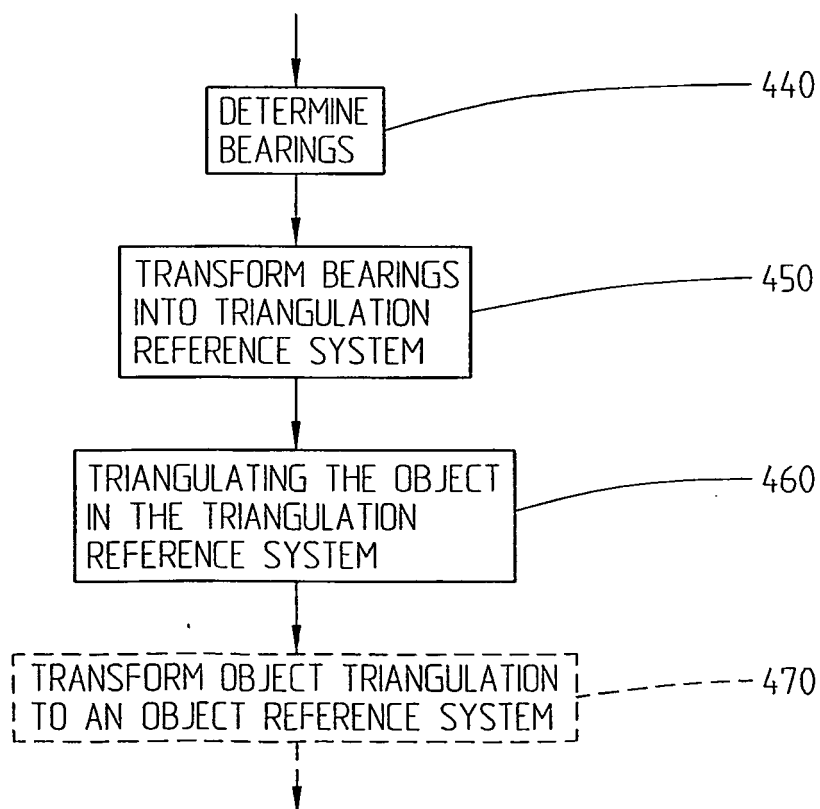 DETERMINE
BEARINGS
440
TRANSFORM BEARINGS
INTO TRIANGULATION
REFERENCE SYSTEM
450
TRIANGULATING THE OBJECT
IN THE TRIANGULATION
REFERENCE SYSTEM
460
TRANSFORM OBJECT TRIANGULATION
TO AN OBJECT REFERENCE SYSTEM
470